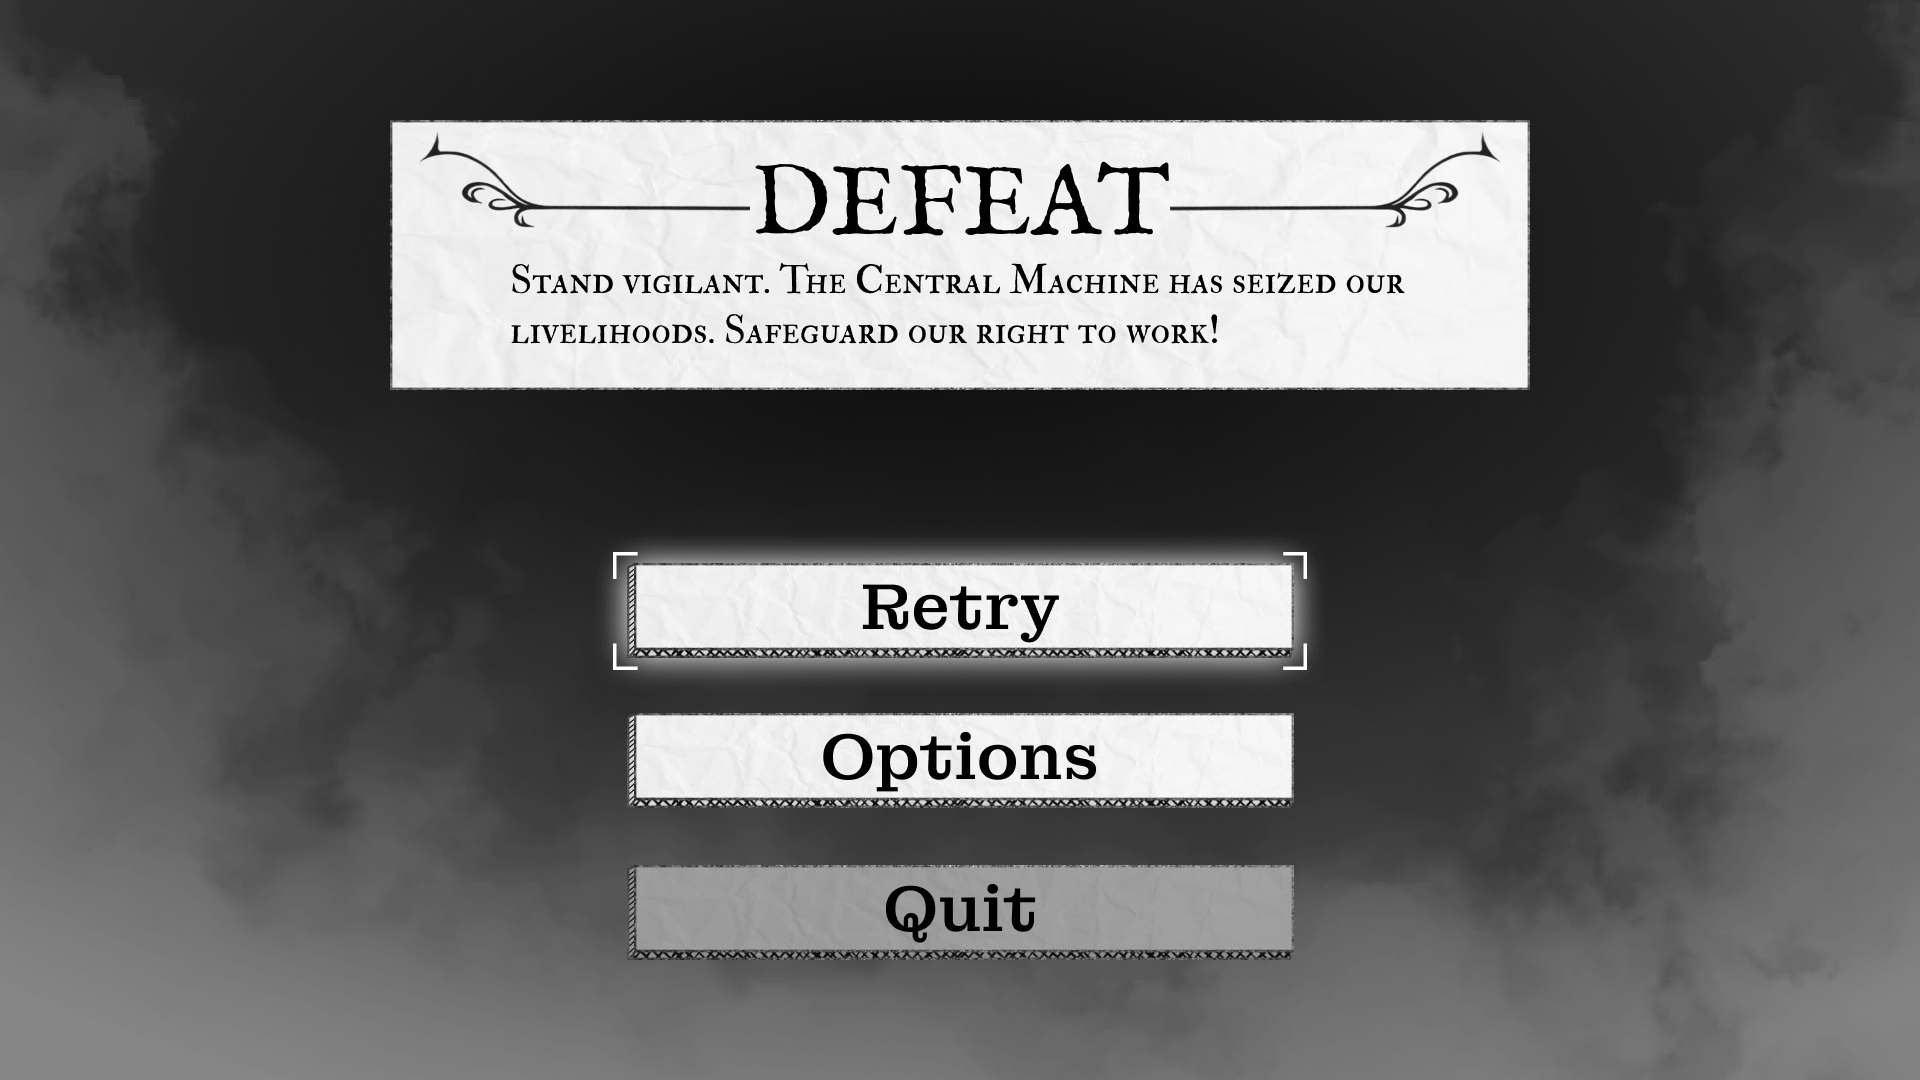 DEFEAT
Stand vigilant. The Central Machine has seized our
livelihoods. Safeguard our right to work!
Retry
Options
Quit